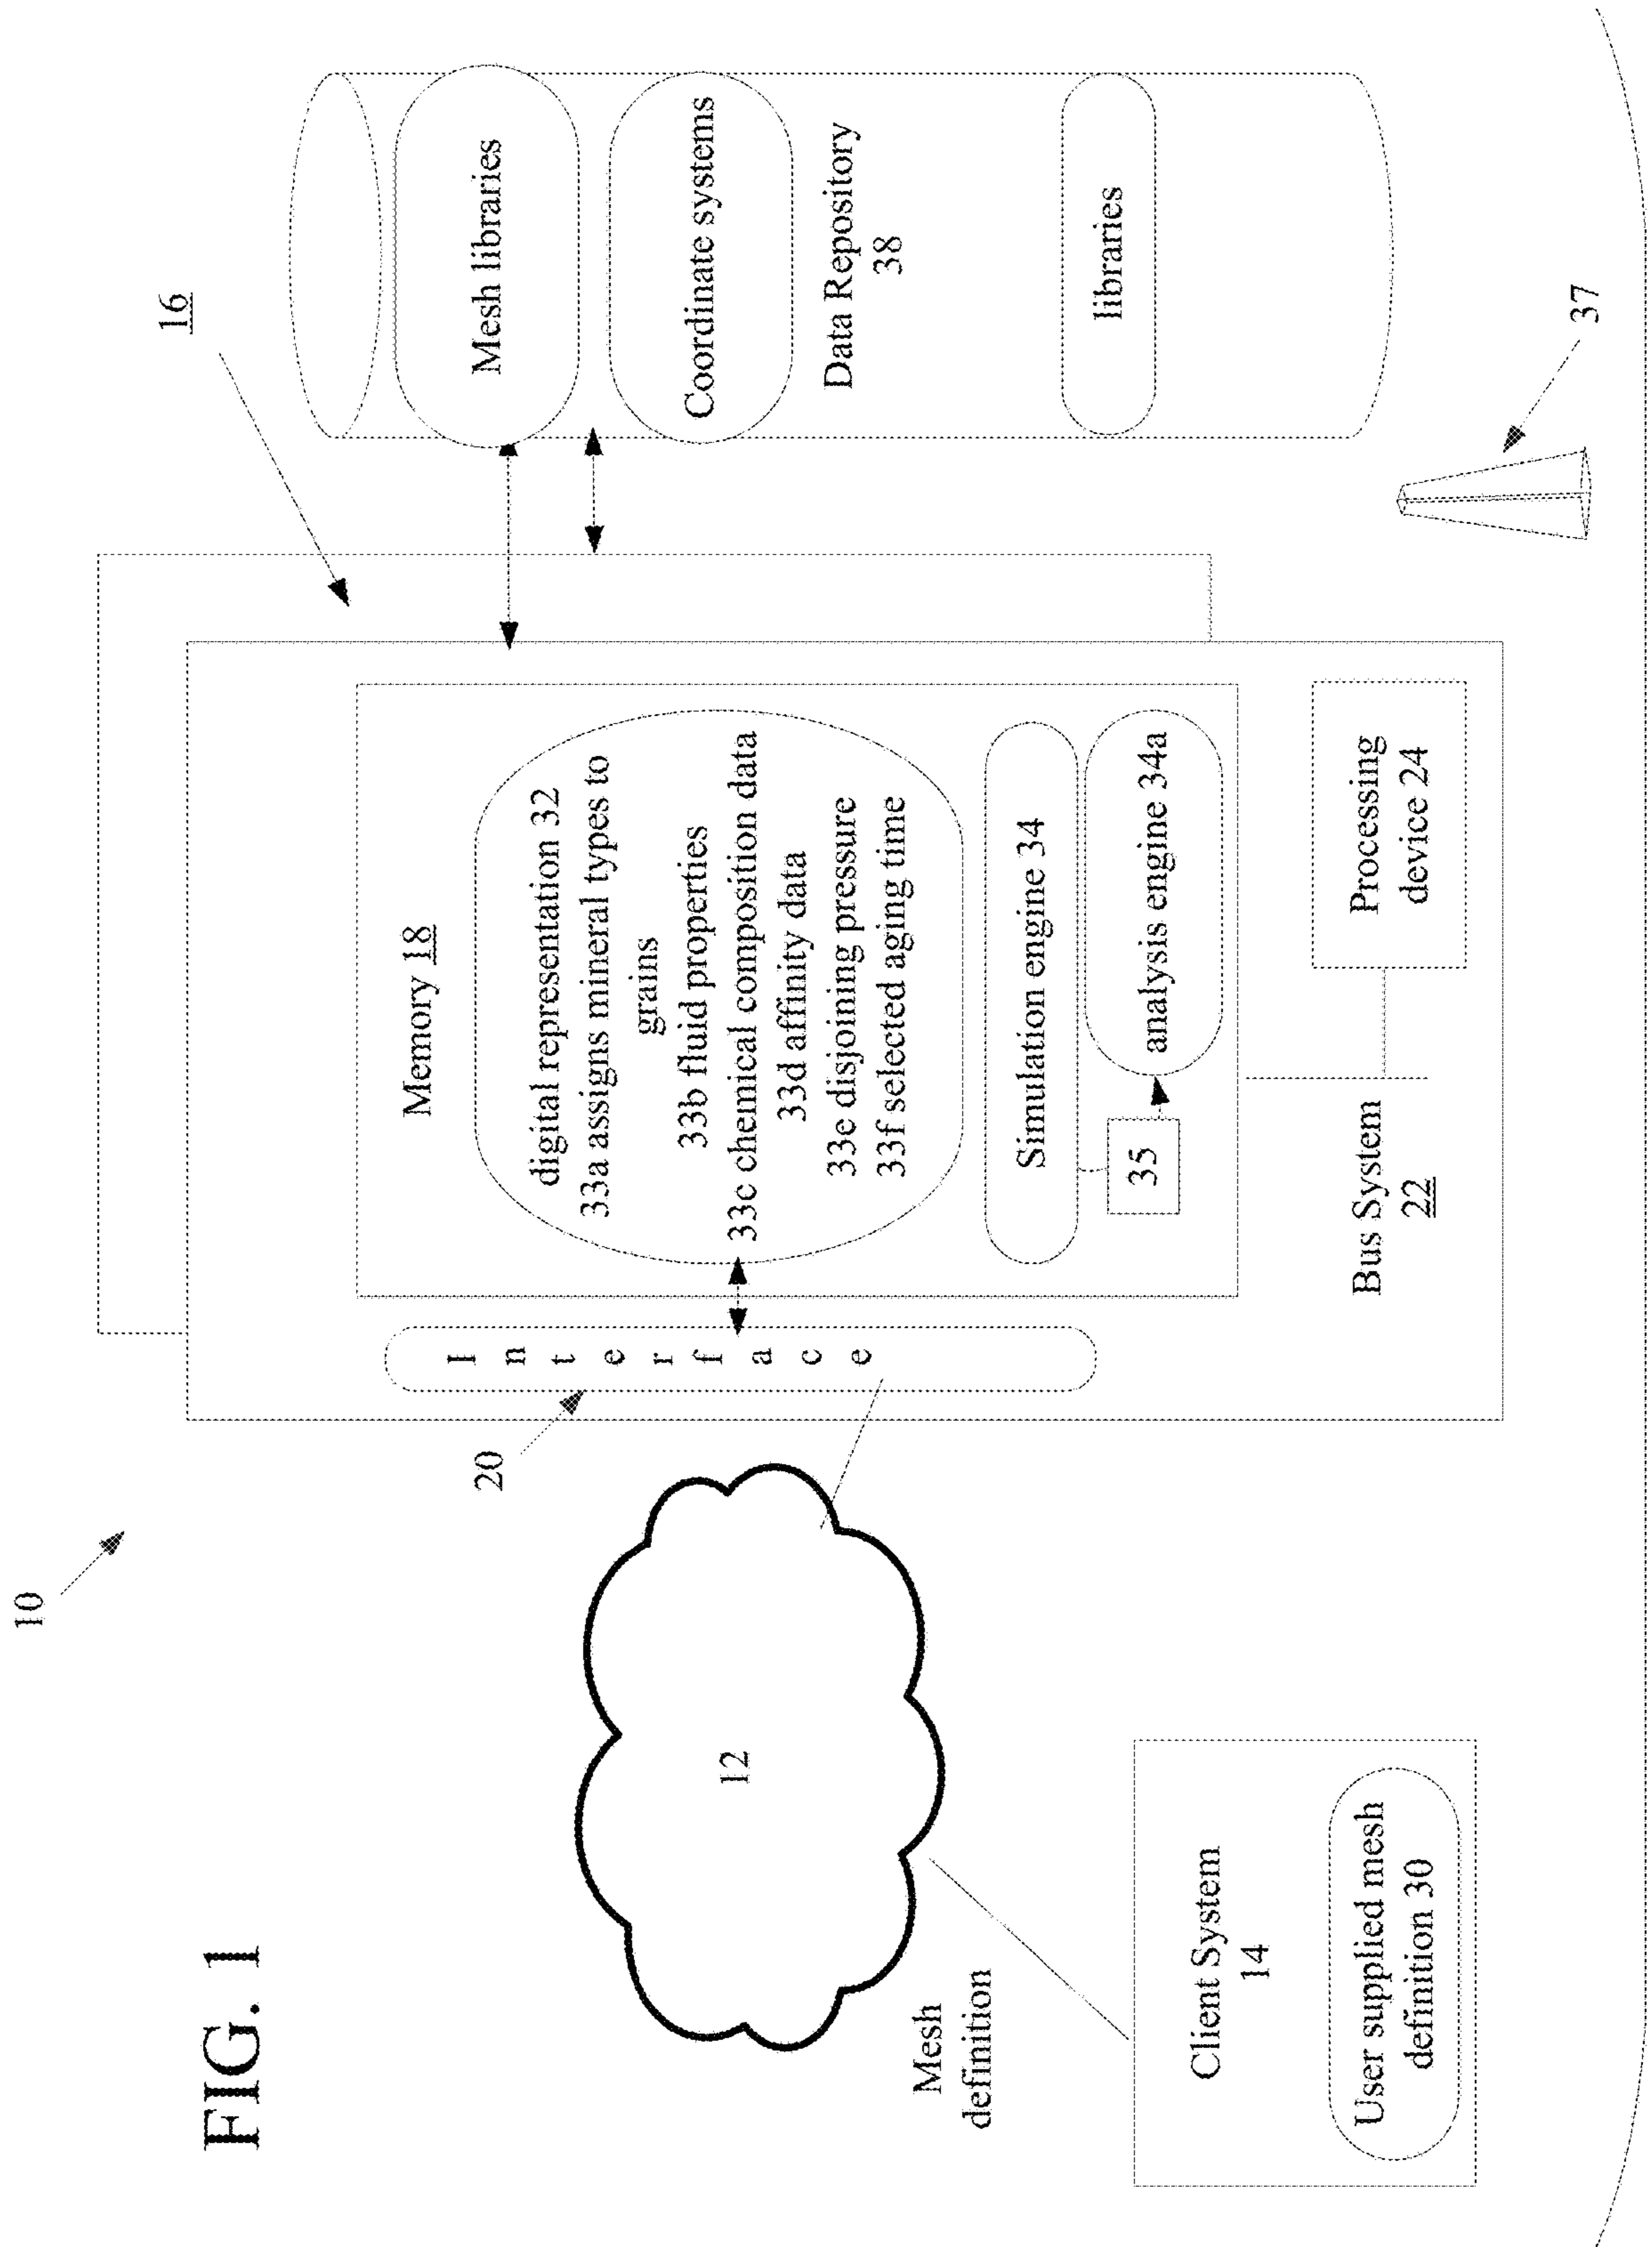 FIG. 1
10
16
Memory 18
digital representation 32
33a assigns mineral types to
grains
33b fluid properties
33c chemical composition data
33d affinity data
33e disjoining pressure
33f selected aging time
Simulation engine 34
35
analysis engine 34a
20
I
n
t
e
r
f
a
c
e
Bus System
22
Processing
device 24
Mesh libraries
Coordinate systems
Data Repository
38
libraries
37
12
Mesh
definition
Client System
14
User supplied mesh
definition 30